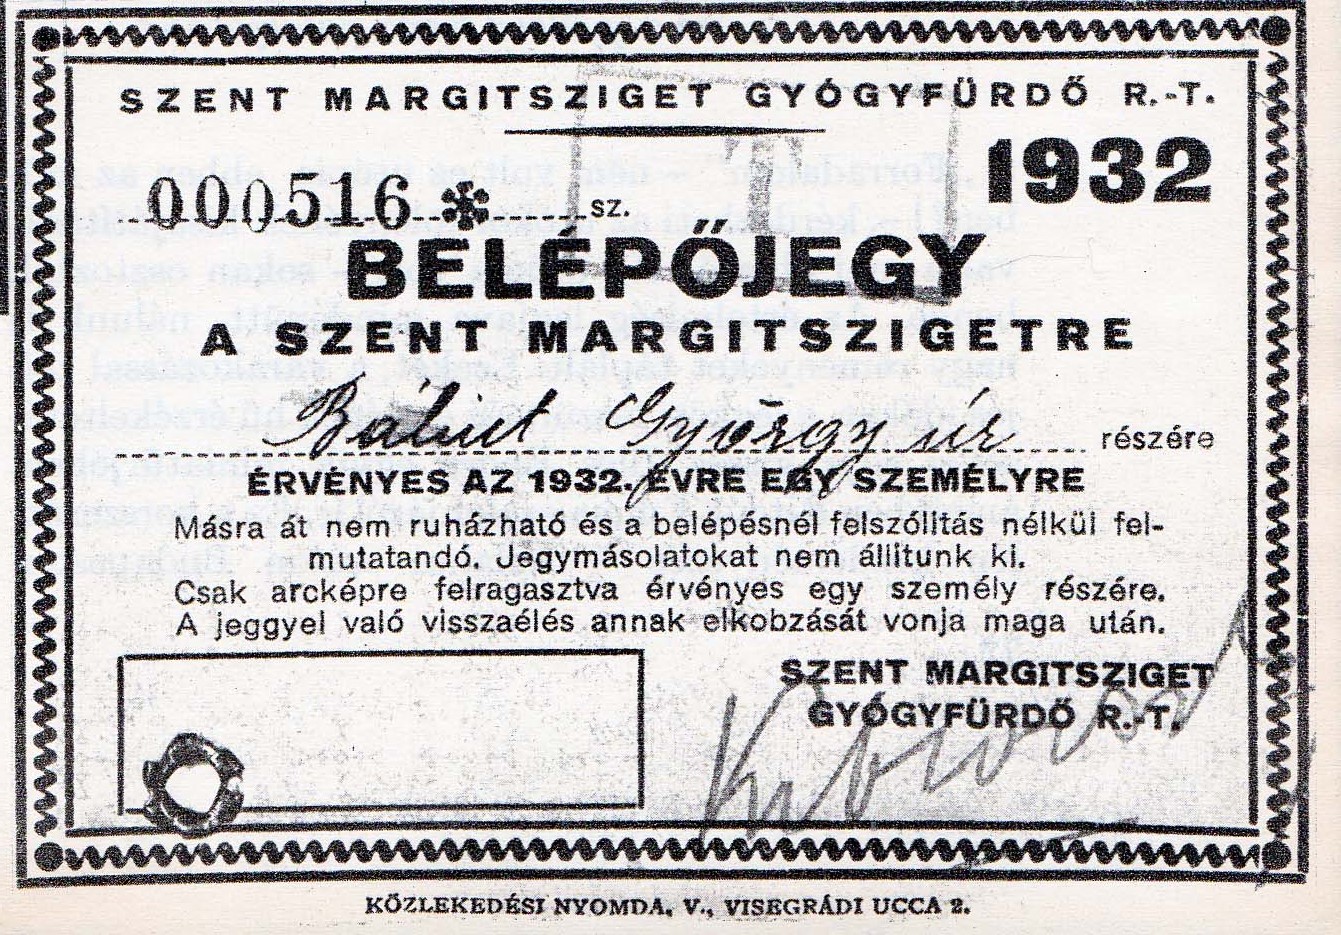 SZENT MARGITSZIGET GYÓGYFÜRDŐ R.-T.
1932
000516 * sz.
BELÉPŐJEGY
A SZENT MARGITSZIGETRE
Bálint György úr részére
ÉRVÉNYES AZ 1932. ÉVRE EGY SZEMÉLYRE
Másra át nem ruházható és a belépésnél felszólitás nélkül fel-
mutatandó. Jegymásolatokat nem állitunk ki.
Csak arcképre felragasztva érvényes egy személy részére.
A jeggyel való visszaélés annak elkobzását vonja maga után.
SZENT MARGITSZIGET
GYÓGYFÜRDŐ R.-T.
KÖZLEKEDÉSI NYOMDA, V., VISEGRÁDI UCCA 2.